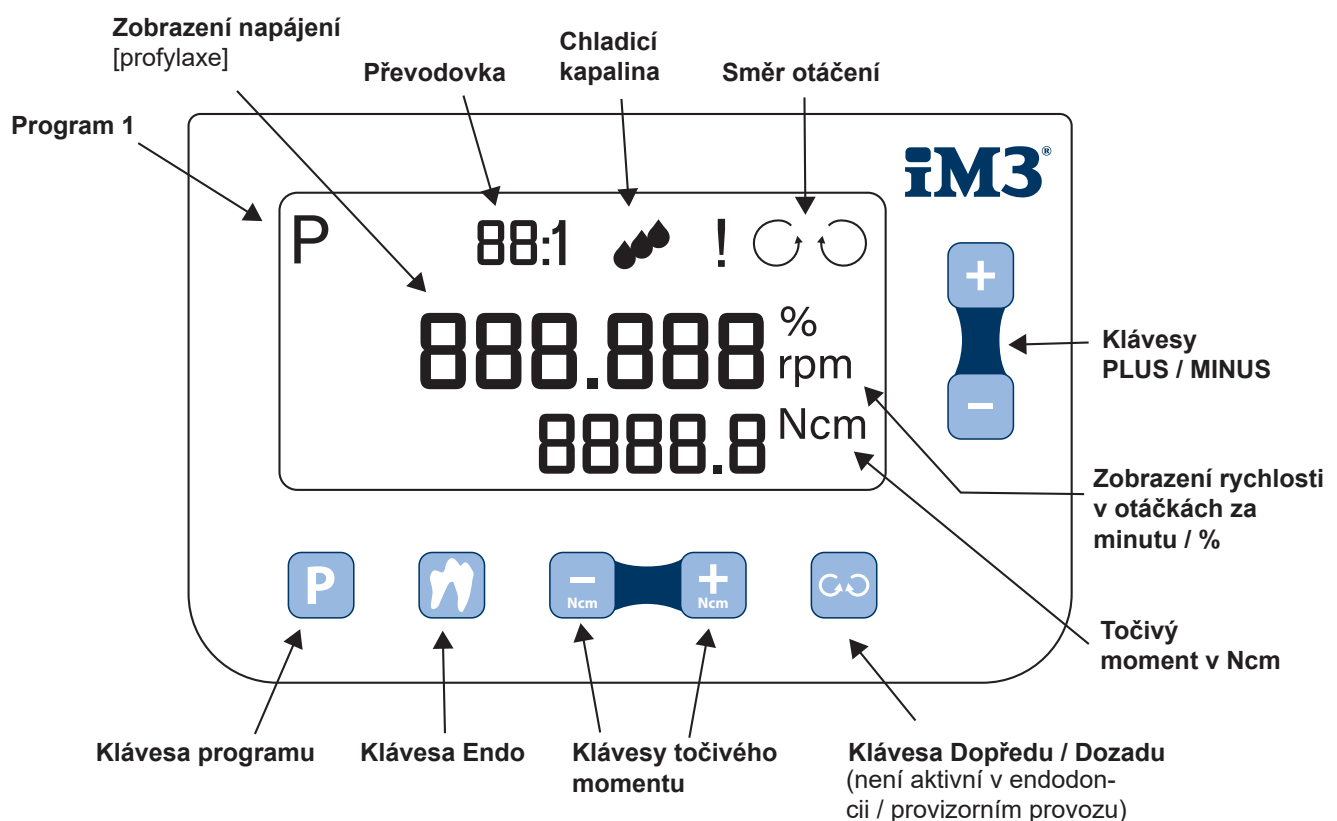 Zobrazení napájení
[profylaxe]
Převodovka
Chladicí
kapalina
Směr otáčení
Program 1
iM3®
P
88:1
!
888.888
%
rpm
8888.8
Ncm
+
-
Klávesy
PLUS / MINUS
Zobrazení rychlosti
v otáčkách za
minutu / %
Točivý
moment v Ncm
P
-
Ncm
+
Ncm
Klávesa programu
Klávesa Endo
Klávesy točivého
momentu
Klávesa Dopředu / Dozadu
(není aktivní v endodon-
cii / provizorním provozu)